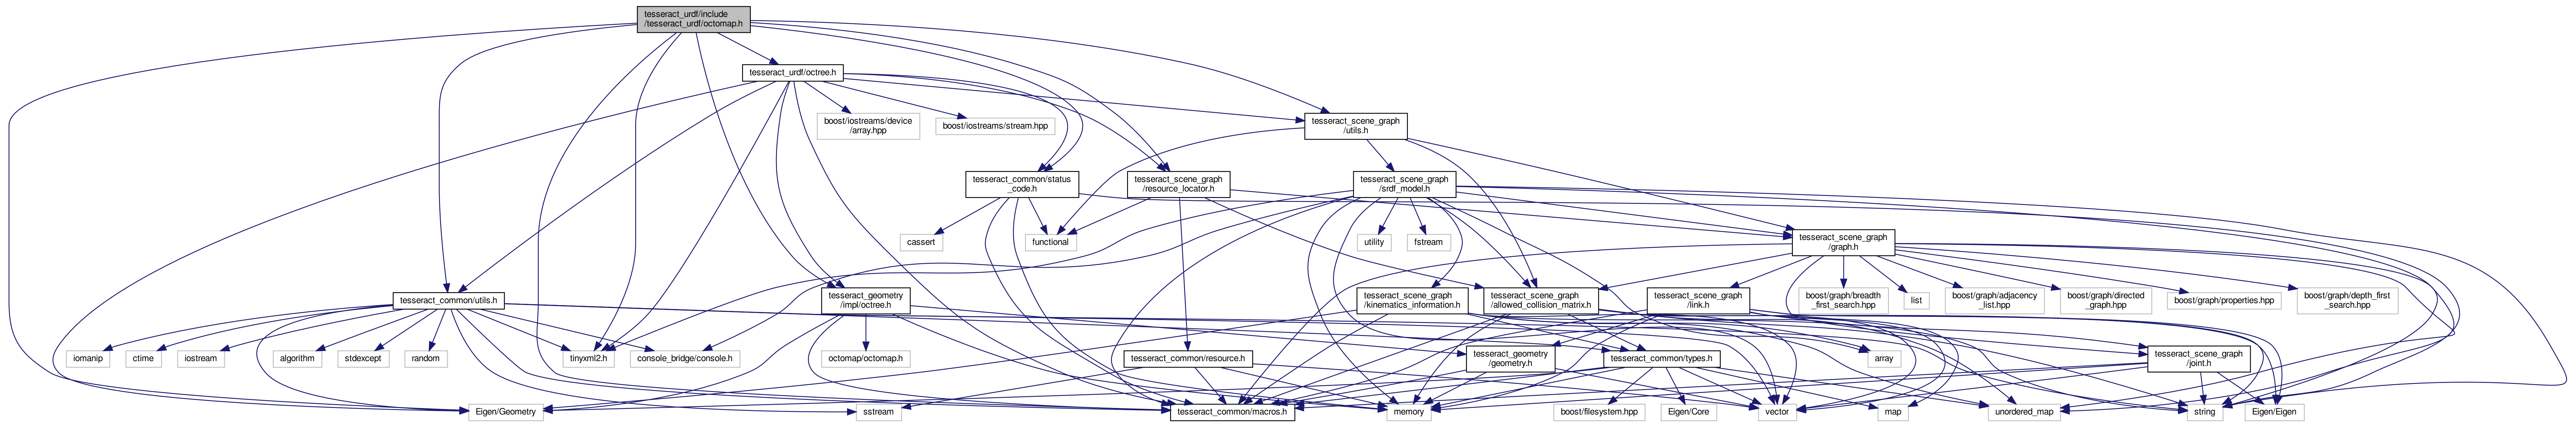 tesseract_urdf/include
/tesseract_urdf/octomap.h
tesseract_urdf/octree.h
boost/iostreams/device
/array.hpp
boost/iostreams/stream.hpp
tesseract_scene_graph
/utils.h
tesseract_common/status
_code.h
tesseract_scene_graph
/resource_locator.h
tesseract_scene_graph
/srdf_model.h
cassert
functional
utility
fstream
tesseract_scene_graph
/graph.h
tesseract_common/utils.h
tesseract_geometry
/impl/octree.h
tesseract_scene_graph
/kinematics_information.h
tesseract_scene_graph
/allowed_collision_matrix.h
tesseract_scene_graph
/link.h
boost/graph/breadth
_first_search.hpp
list
boost/graph/adjacency
_list.hpp
boost/graph/directed
_graph.hpp
boost/graph/properties.hpp
boost/graph/depth_first
_search.hpp
iomanip
ctime
iostream
algorithm
stdexcept
random
tinyxml2.h
console_bridge/console.h
octomap/octomap.h
tesseract_common/resource.h
tesseract_geometry
/geometry.h
tesseract_common/types.h
array
tesseract_scene_graph
/joint.h
Eigen/Geometry
sstream
tesseract_common/macros.h
memory
boost/filesystem.hpp
Eigen/Core
vector
map
unordered_map
string
Eigen/Eigen